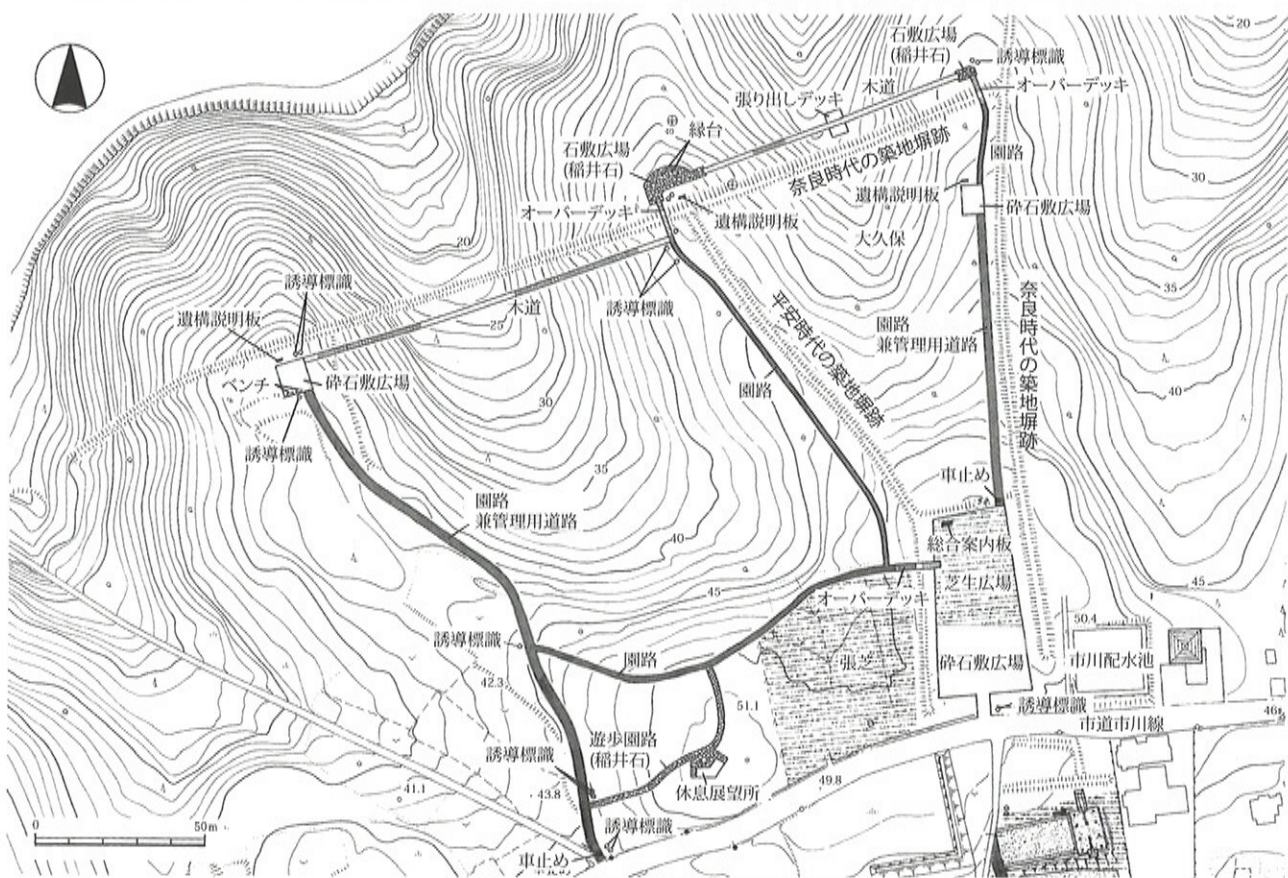 20
石敷広場
(稲井石)
誘導標識
木道
オーバーデッキ
張り出しデッキ
40
縁台
石敷広場
(稲井石)
奈良時代の築地塀跡
園路
30
遺構説明板
砕石敷広場
オーバーデッキ
遺構説明板
大久保
20
誘導標識
誘導標識
35
遺構説明板
木道
25
平安時代の築地塀跡
園路
兼管理用道路
奈良時代の築地塀跡
ベンチ
砕石敷広場
園路
40
30
誘導標識
35
車止め
園路
兼管理用道路
総合案内板
40
芝生広場
45
オーバーデッキ
45
50.4
誘導標識
園路
張芝
砕石敷広場
市川配水池
42.3
51.1
誘導標識
46
市道市川線
遊歩園路
(稲井石)
誘導標識
休息展望所
49.8
41.1
43.8
0
50m
誘導標識
車止め